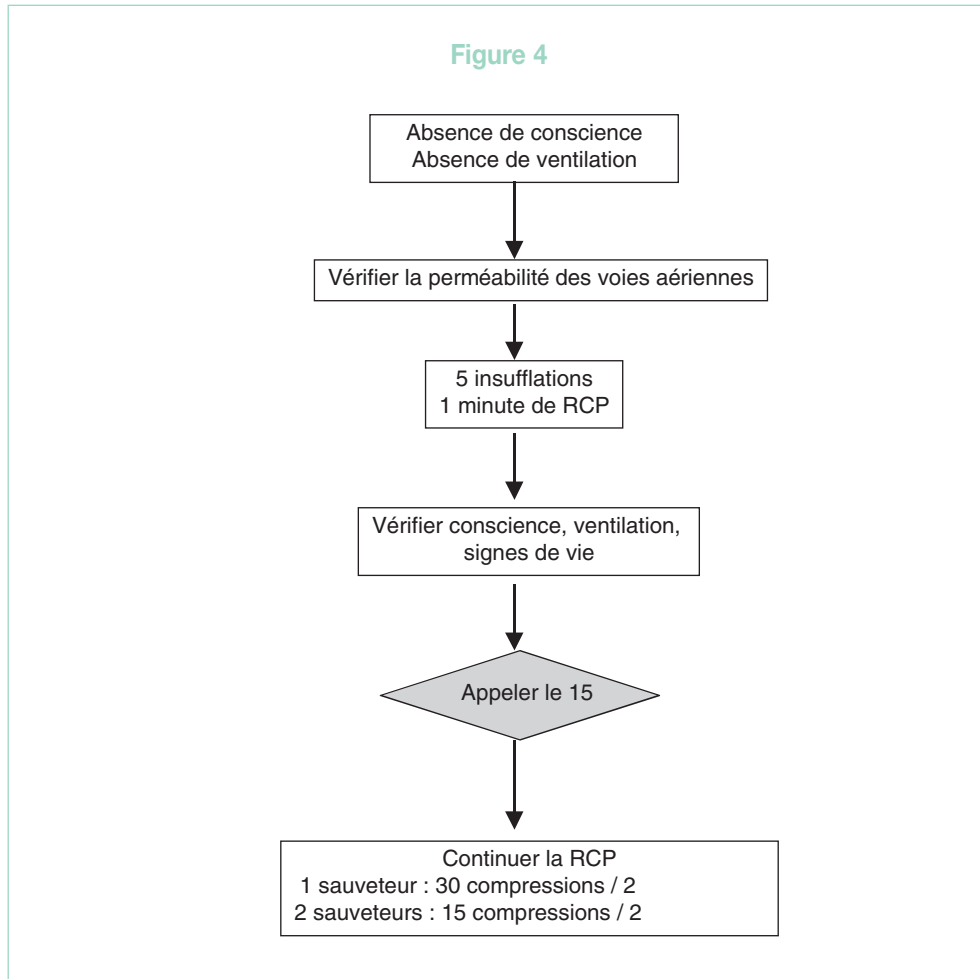 Figure 4
Absence de conscience
Absence de ventilation
Vérifier la perméabilité des voies aériennes
5 insufflations
1 minute de RCP
Vérifier conscience, ventilation,
signes de vie
Appeler le 15
Continuer la RCP
1 sauveteur : 30 compressions / 2
2 sauveteurs : 15 compressions / 2